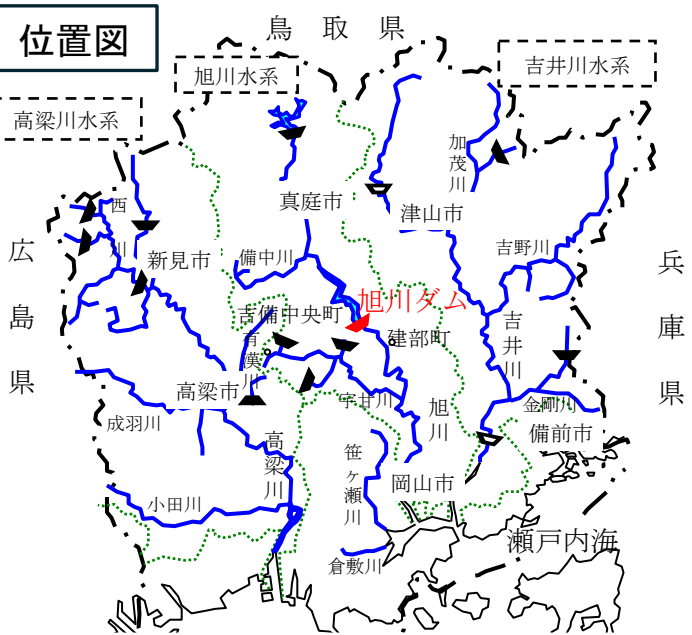 位置図
鳥取県
旭川水系
吉井川水系
高梁川水系
加茂川
西川
真庭市
津山市
広島県
新見市
備中川
吉野川
兵庫県
旭川ダム
吉備中央町
建部町
有漢川
吉井川
高梁市
宇甘川
旭川
金剛川
成羽川
備前市
高梁川
笹ヶ瀬川
岡山市
小田川
瀬戸内海
倉敷川